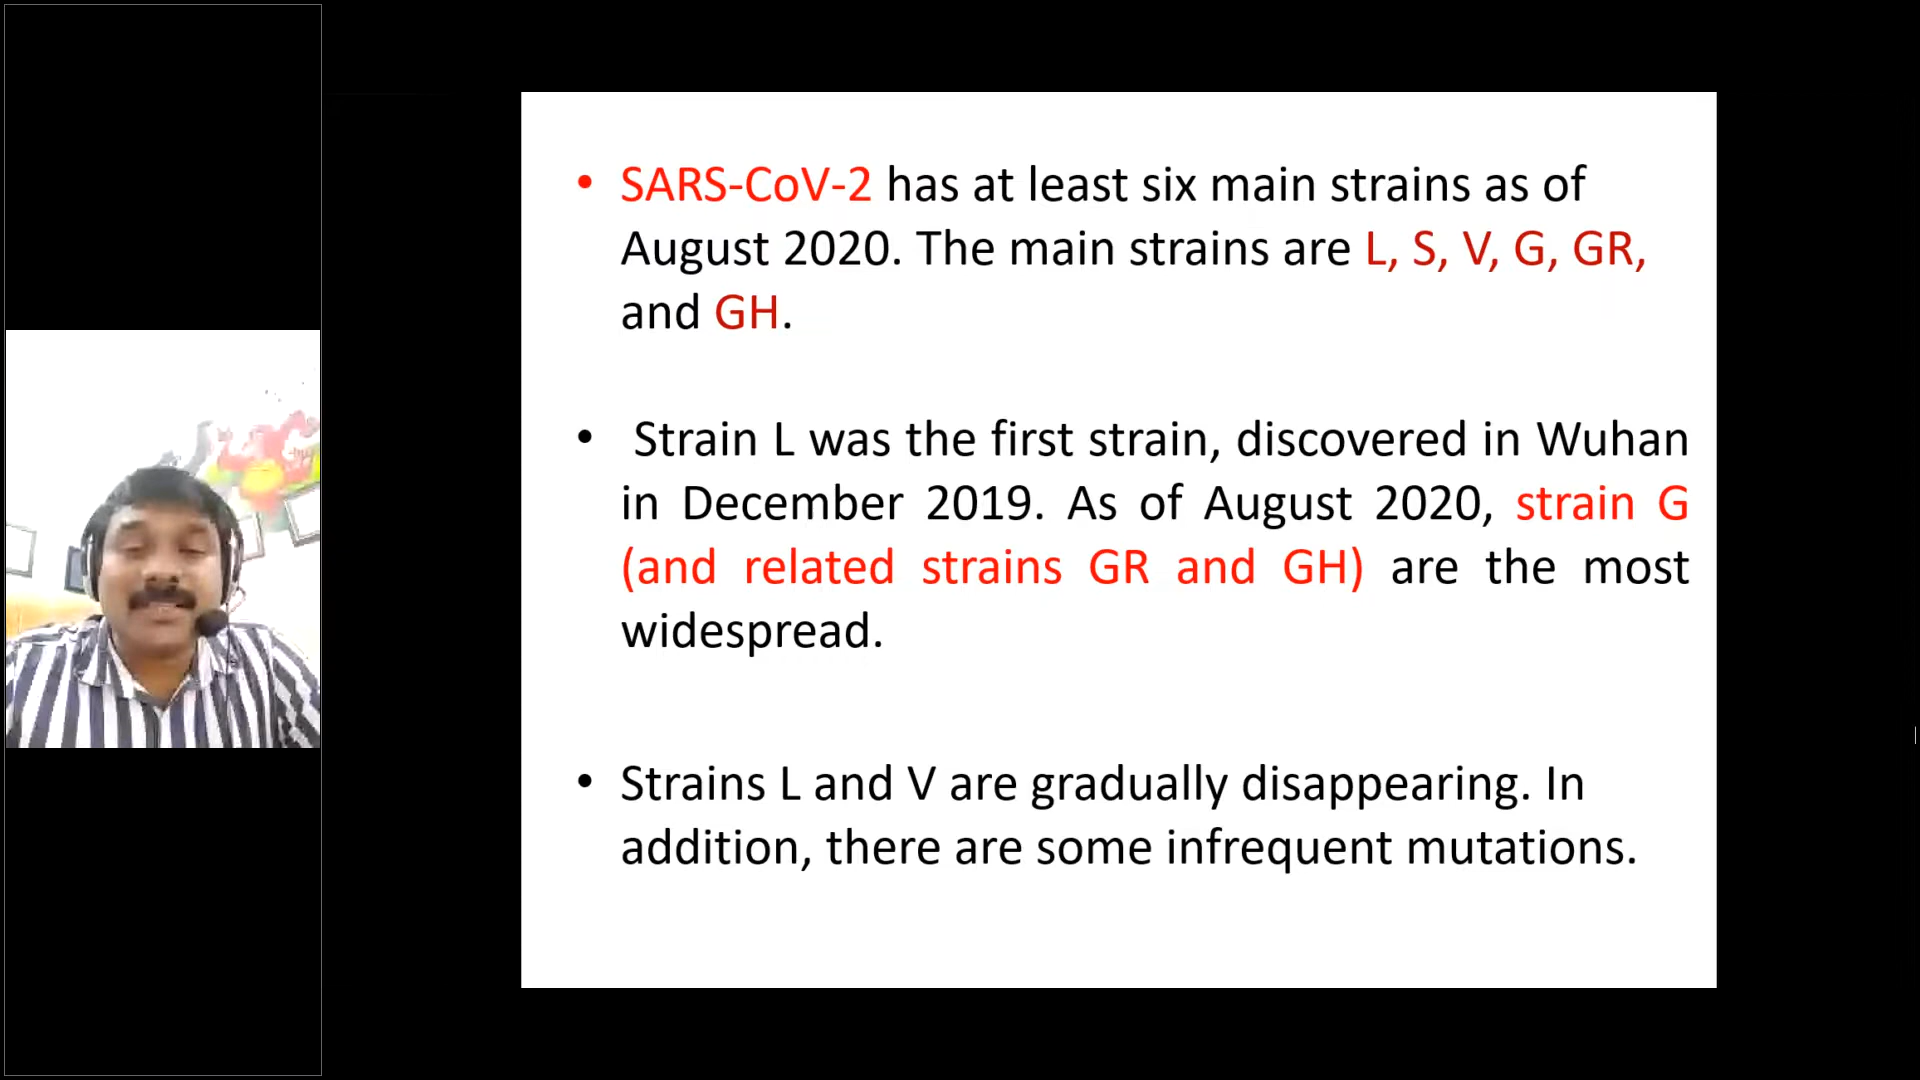 • SARS-CoV-2 has at least six main strains as of
August 2020. The main strains are L, S, V, G, GR,
and GH.
• Strain L was the first strain, discovered in Wuhan
in December 2019. As of August 2020, strain G
(and related strains GR and GH) are the most
widespread.
• Strains L and V are gradually disappearing. In
addition, there are some infrequent mutations.